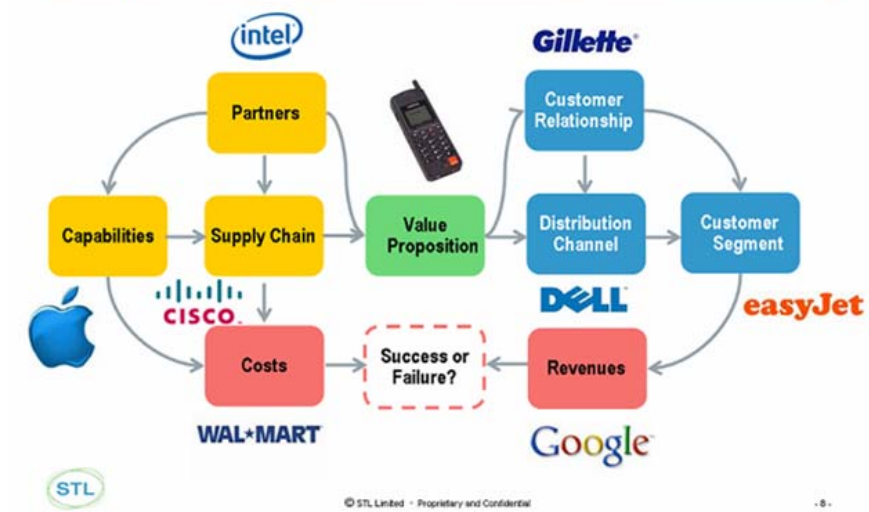 intel
Gillette
Partners
Customer
Relationship
Capabilities
Supply Chain
Value
Proposition
Distribution
Channel
Customer
Segment
CISCO
DELL
easyJet
Costs
Success or
Failure?
Revenues
WAL★MART
Google
STL
© STL Limited • Proprietary and Confidential
- 8 -